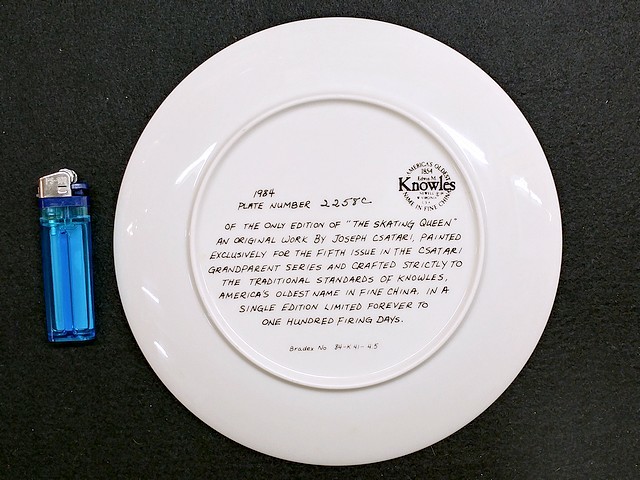 AMERICA'S OLDEST
1854
Edwin M.
Knowles
NAME IN FINE CHINA
1984
PLATE NUMBER 2258C
OF THE ONLY EDITION OF "THE SKATING QUEEN"
AN ORIGINAL WORK BY JOSEPH CSATARI, PAINTED
EXCLUSIVELY FOR THE FIFTH ISSUE IN THE CSATARI
GRANDPARENT SERIES AND CRAFTED STRICTLY TO
THE TRADITIONAL STANDARDS OF KNOWLES,
AMERICA'S OLDEST NAME IN FINE CHINA. IN A
SINGLE EDITION LIMITED FOREVER TO
ONE HUNDRED FIRING DAYS.
Bradex No. 84-K41-4.5